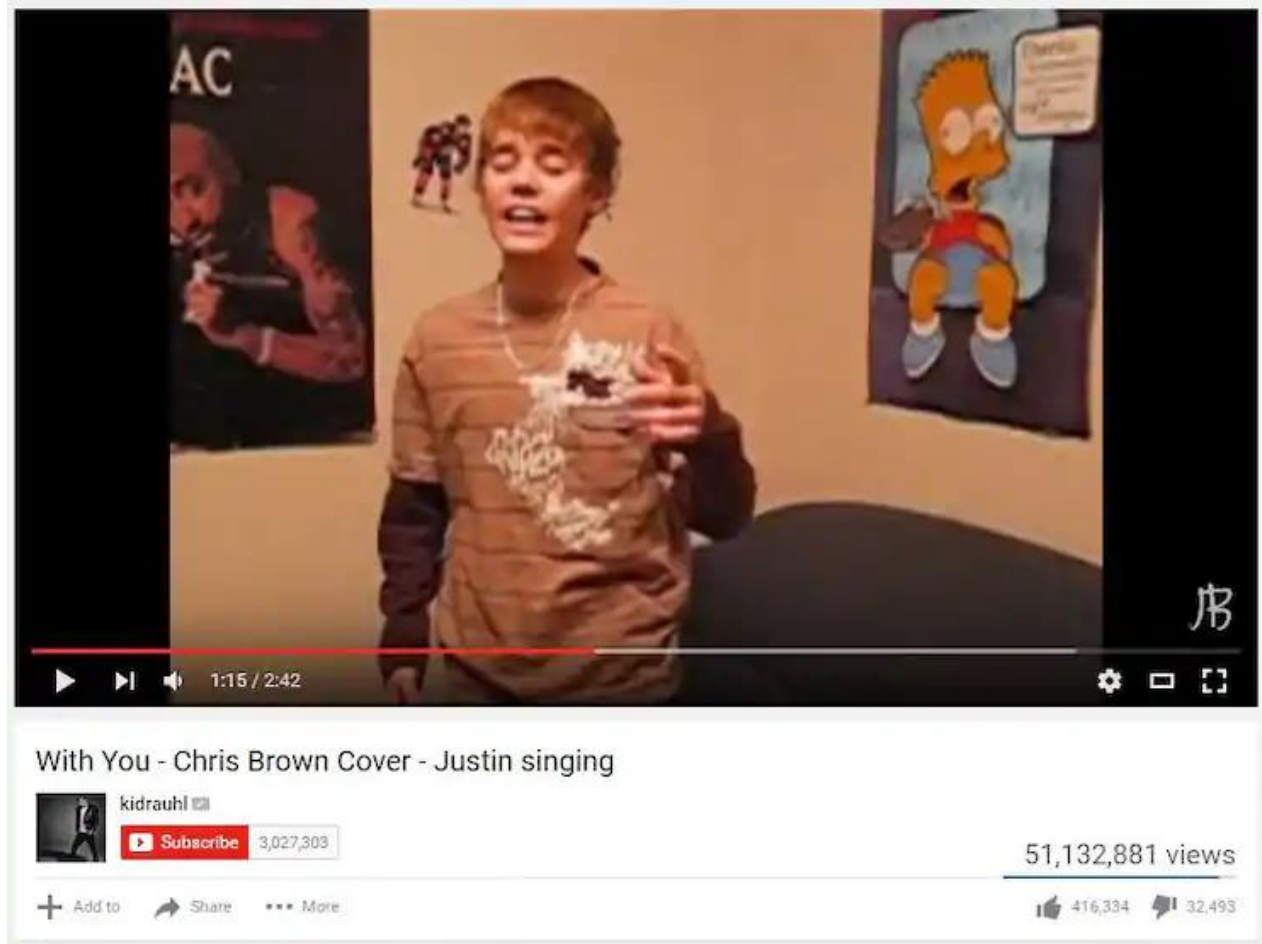 AC
JB
1:15 / 2:42
With You - Chris Brown Cover - Justin singing
kidrauhl
Subscribe 3,027,303
51,132,881 views
Add to Share More
416,334 32,493